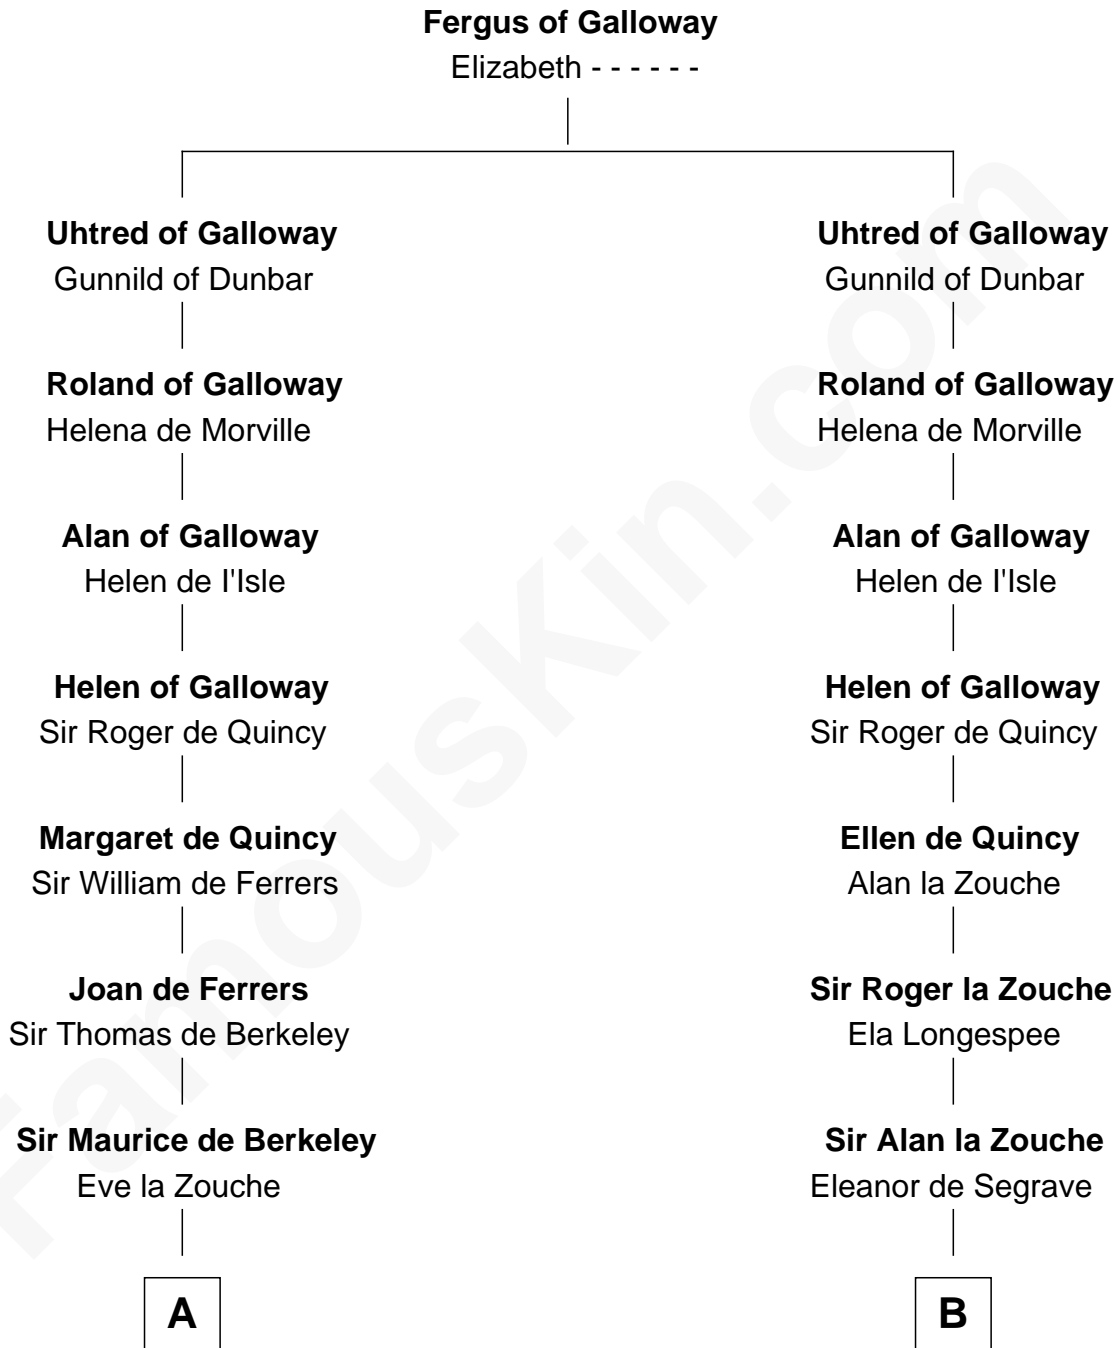 Fergus of Galloway
Elizabeth - - - - - -
Uhtred of Galloway
Gunnild of Dunbar
Uhtred of Galloway
Gunnild of Dunbar
Roland of Galloway
Helena de Morville
Roland of Galloway
Helena de Morville
Alan of Galloway
Helen de I'Isle
Alan of Galloway
Helen de I'Isle
Helen of Galloway
Sir Roger de Quincy
Helen of Galloway
Sir Roger de Quincy
Margaret de Quincy
Sir William de Ferrers
Ellen de Quincy
Alan la Zouche
Joan de Ferrers
Sir Thomas de Berkeley
Sir Roger la Zouche
Ela Longespee
Sir Maurice de Berkeley
Eve la Zouche
Sir Alan la Zouche
Eleanor de Segrave
A
B
FamousKin.com